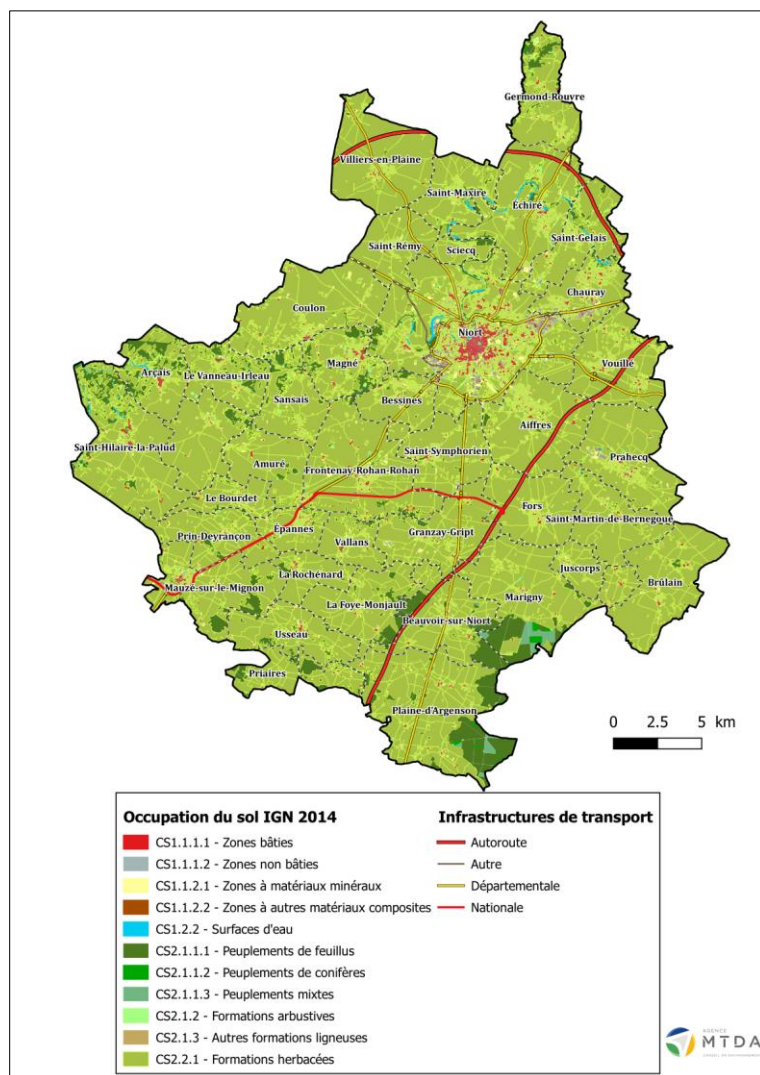 Germond-Rouvre
Villiers-en-Plaine
Saint-Maxire
Échiré
Saint-Rémy
Sciecq
Saint-Gelais
Chauray
Coulon
Niort
Magné
Vouillé
Arçais
Le Vanneau-Irleau
Sansais
Bessines
Aiffres
Saint-Hilaire-la-Palud
Saint-Symphorien
Prahecq
Amuré
Frontenay-Rohan-Rohan
Le Bourdet
Fors
Saint-Martin-de-Bernegoue
Prin-Deyrançon
Épannes
Vallans
Granzay-Gript
Juscorps
La Rochénard
Brûlain
Mauzé-sur-le-Mignon
La Foye-Monjault
Marigny
Beauvoir-sur-Niort
Usseau
Priaires
Plaine-d'Argenson
0 2.5 5 km
Occupation du sol IGN 2014
CS1.1.1.1 - Zones bâties
CS1.1.1.2 - Zones non bâties
CS1.1.2.1 - Zones à matériaux minéraux
CS1.1.2.2 - Zones à autres matériaux composites
CS1.2.2 - Surfaces d'eau
CS2.1.1.1 - Peuplements de feuillus
CS2.1.1.2 - Peuplements de conifères
CS2.1.1.3 - Peuplements mixtes
CS2.1.2 - Formations arbustives
CS2.1.3 - Autres formations ligneuses
CS2.2.1 - Formations herbacées
Infrastructures de transport
Autoroute
Autre
Départementale
Nationale
AGENCE
MTDA